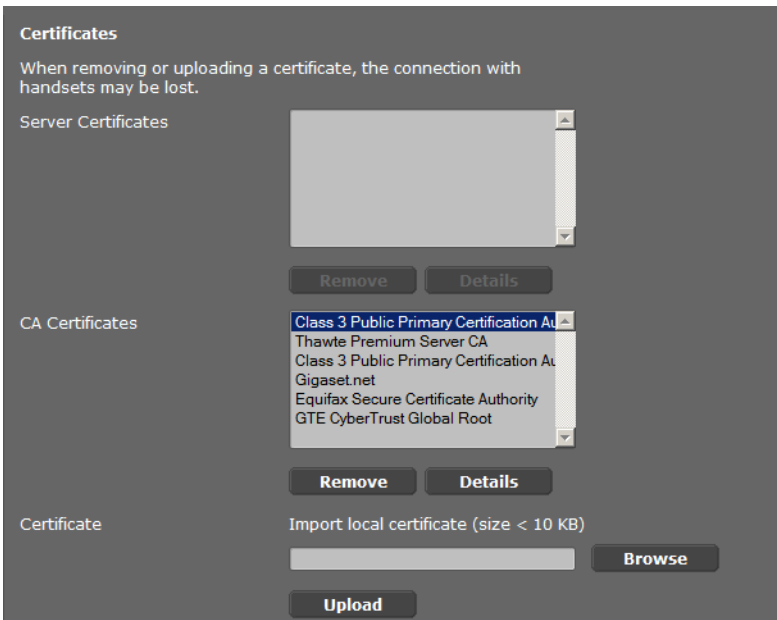 Certificates
When removing or uploading a certificate, the connection with
handsets may be lost.
Server Certificates
Remove Details
CA Certificates
Class 3 Public Primary Certification Au
Thawte Premium Server CA
Class 3 Public Primary Certification Au
Gigaset.net
Equifax Secure Certificate Authority
GTE CyberTrust Global Root
Remove Details
Certificate Import local certificate (size < 10 KB)
Browse
Upload